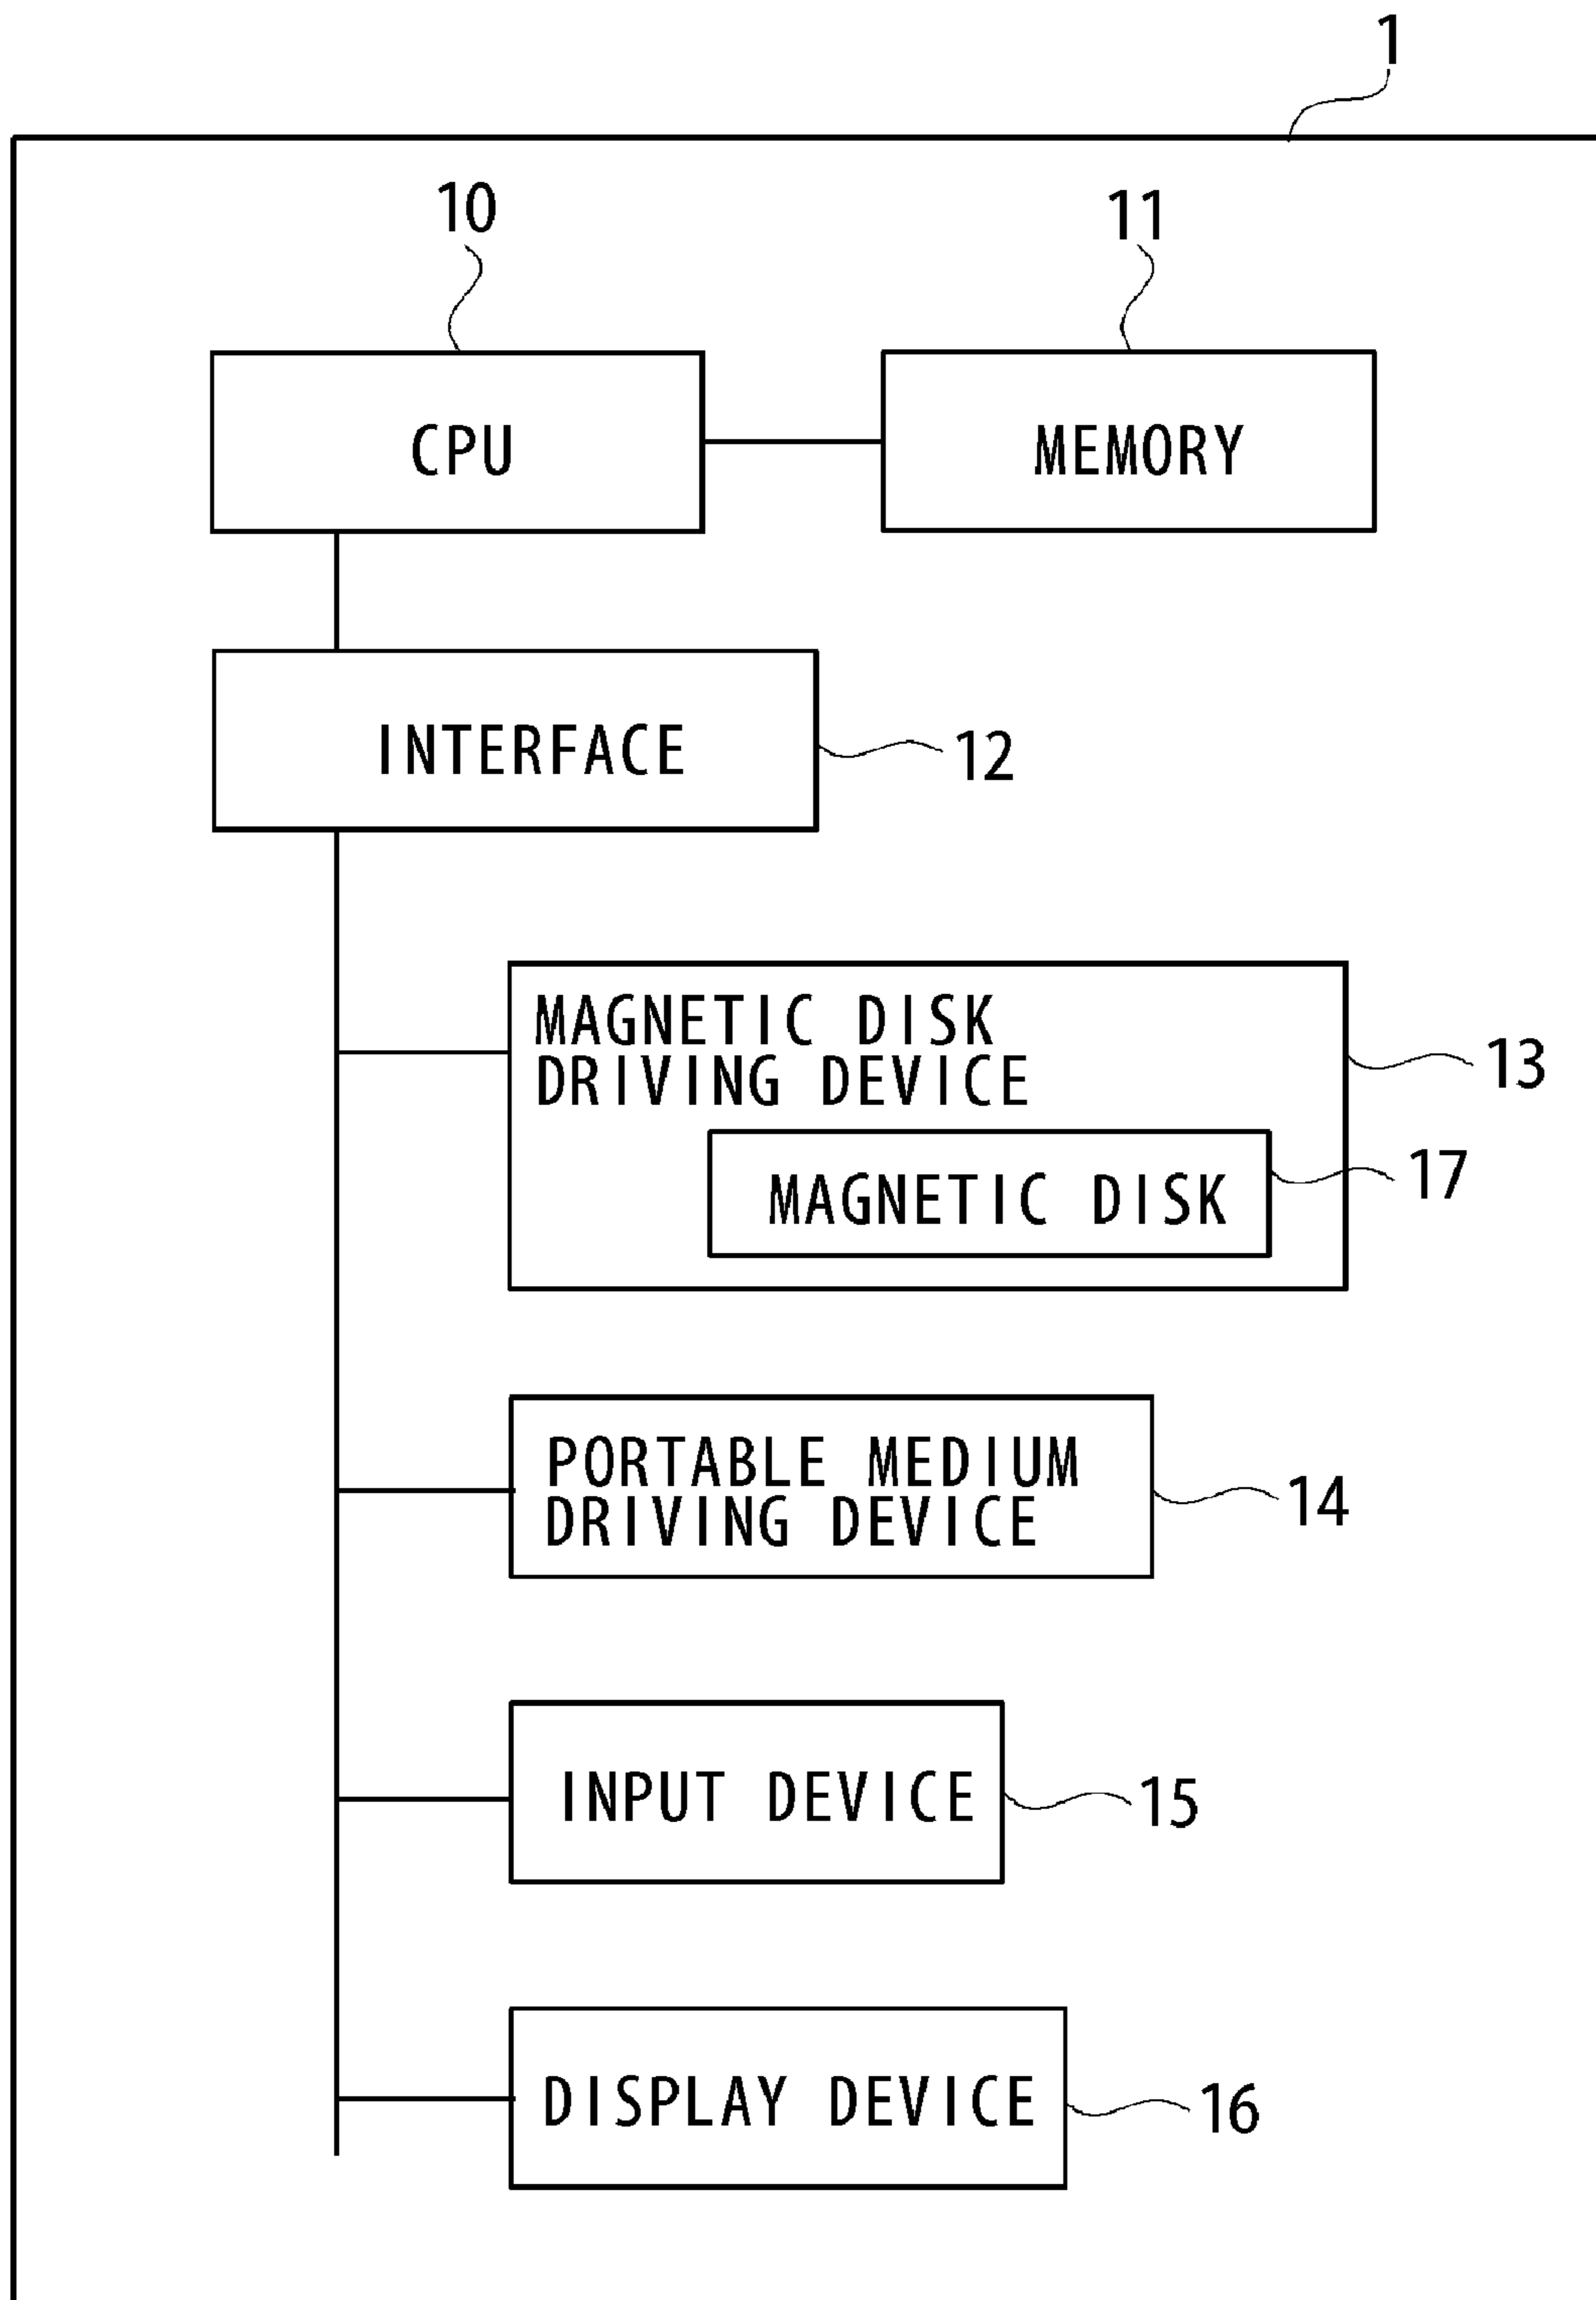 1
10
11
CPU
MEMORY
INTERFACE
12
MAGNETIC DISK
DRIVING DEVICE
13
MAGNETIC DISK
17
PORTABLE MEDIUM
DRIVING DEVICE
14
INPUT DEVICE
15
DISPLAY DEVICE
16